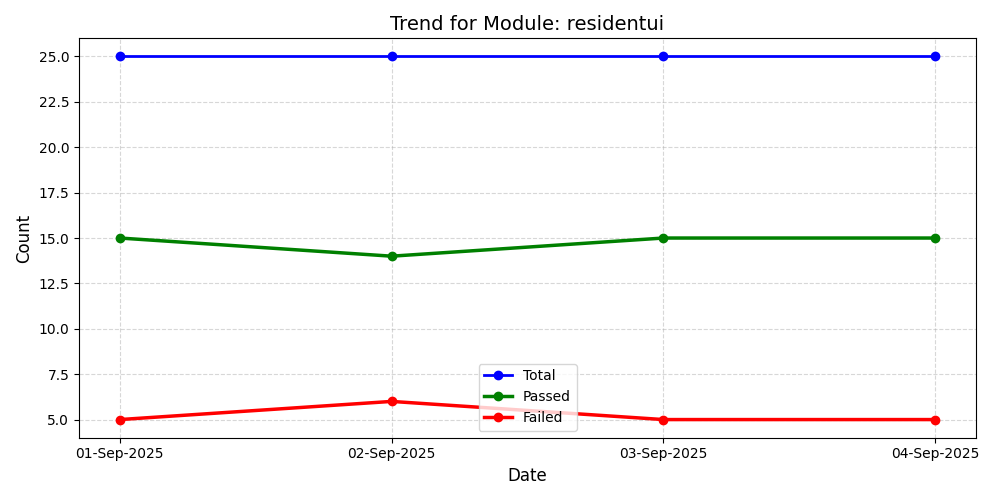 Trend for Module: residentui
Count
25.0
22.5
20.0
17.5
15.0
12.5
10.0
7.5
5.0
Total
Passed
Failed
01-Sep-2025 02-Sep-2025 03-Sep-2025 04-Sep-2025
Date